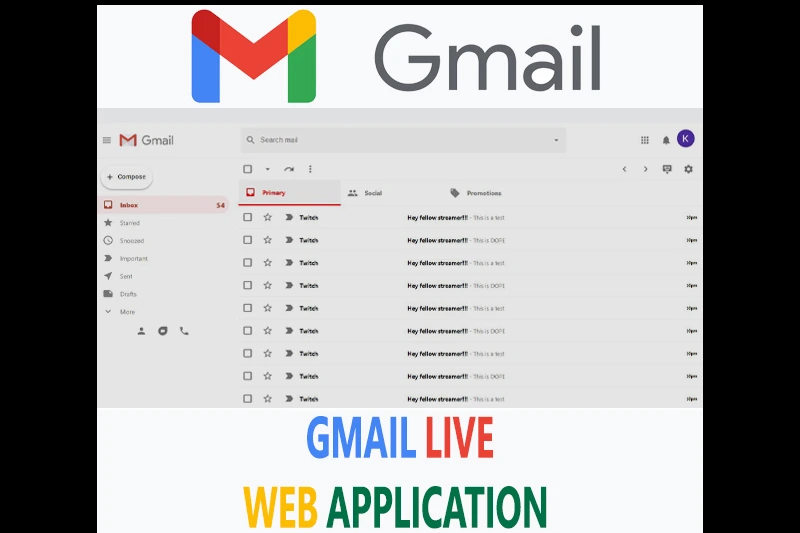 Gmail
Gmail
Search mail
K
Compose
Primary
Social
Promotions
Inbox 54
Starred
Snoozed
Important
Sent
Drafts
More
Twitch Hey fellow streamer!!! - This is a test 10pm
Twitch Hey fellow streamer!!! - This is DOPE 10pm
Twitch Hey fellow streamer!!! - This is a test 10pm
Twitch Hey fellow streamer!!! - This is DOPE 10pm
Twitch Hey fellow streamer!!! - This is a test 10pm
Twitch Hey fellow streamer!!! - This is DOPE 10pm
Twitch Hey fellow streamer!!! - This is a test 10pm
Twitch Hey fellow streamer!!! - This is DOPE 10pm
Twitch Hey fellow streamer!!! - This is a test 10pm
GMAIL LIVE
WEB APPLICATION